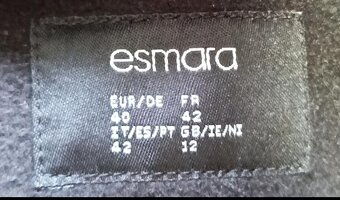 esmara
EUR/DE FR
40 42
IT/ES/PT GB/IE/NI
42 12